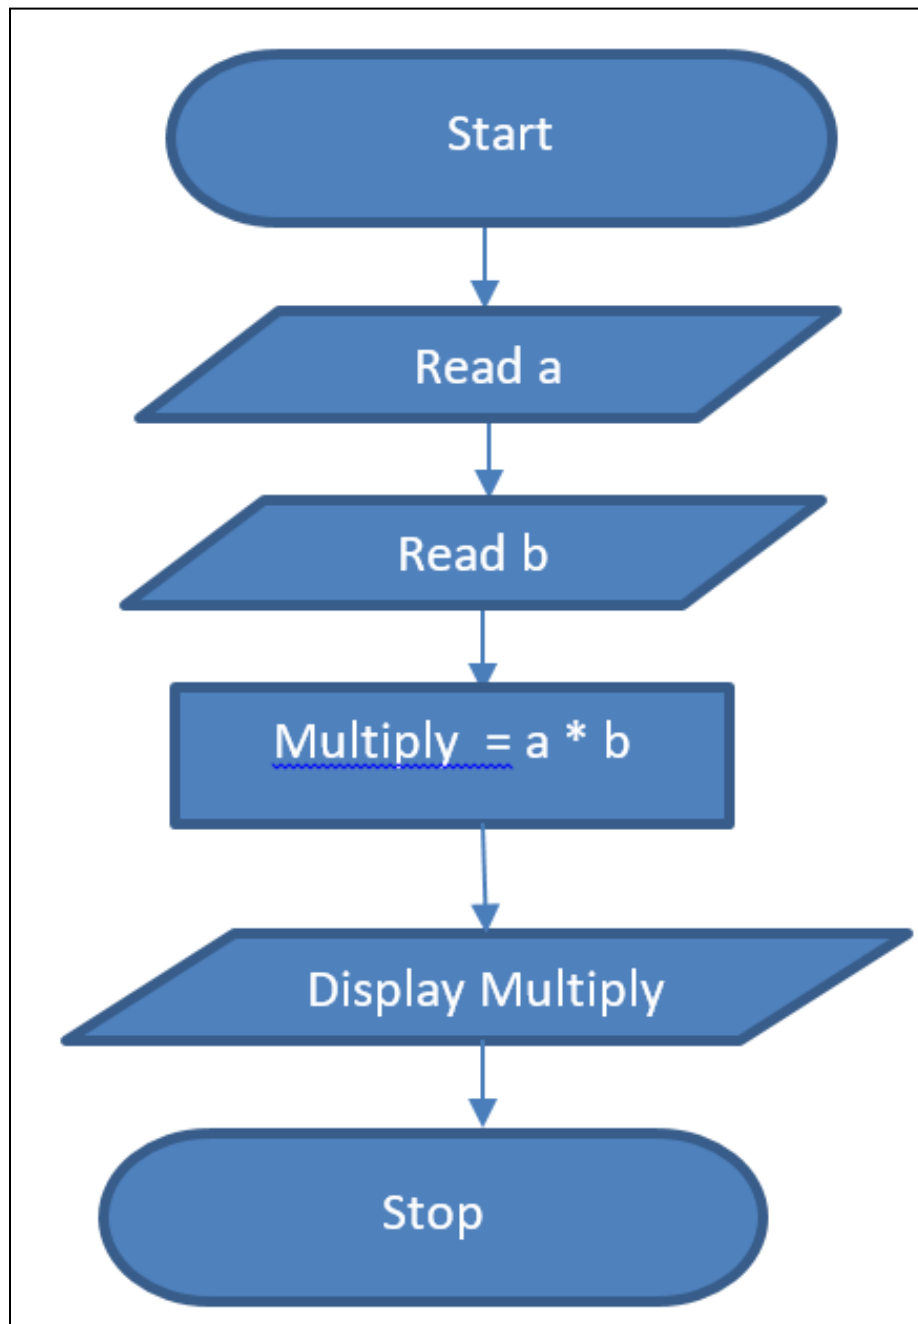 Start
Read a
Read b
Multiply  = a * b
Display Multiply
Stop